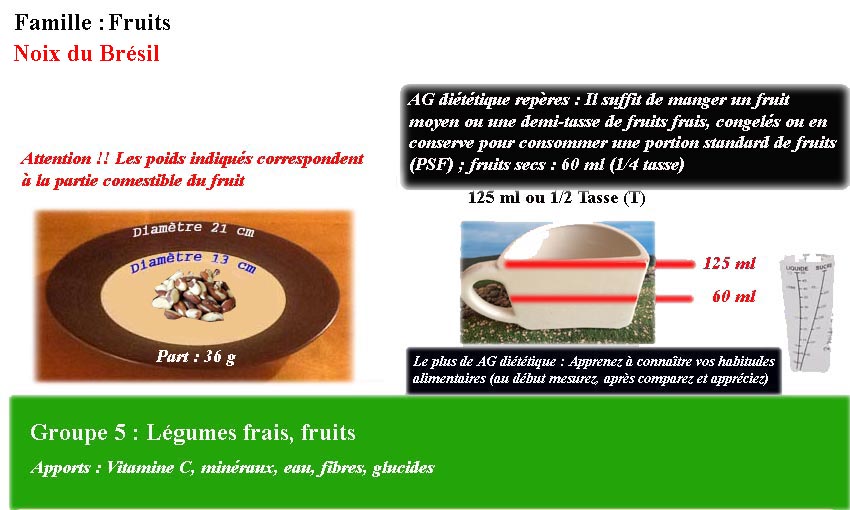 Famille : Fruits
Noix du Brésil
AG diététique repères : Il suffit de manger un fruit
moyen ou une demi-tasse de fruits frais, congelés ou en
conserve pour consommer une portion standard de fruits
(PSF) ; fruits secs : 60 ml (1/4 tasse)
Attention !! Les poids indiqués correspondent
à la partie comestible du fruit
125 ml ou 1/2 Tasse (T)
Diamètre 21 cm
Diamètre 13 cm
Part : 36 g
125 ml
60 ml
LIQUIDE SUCRE
Le plus de AG diététique : Apprenez à connaître vos habitudes
alimentaires (au début mesurez, après comparez et appréciez)
Groupe 5 : Légumes frais, fruits
Apports : Vitamine C, minéraux, eau, fibres, glucides